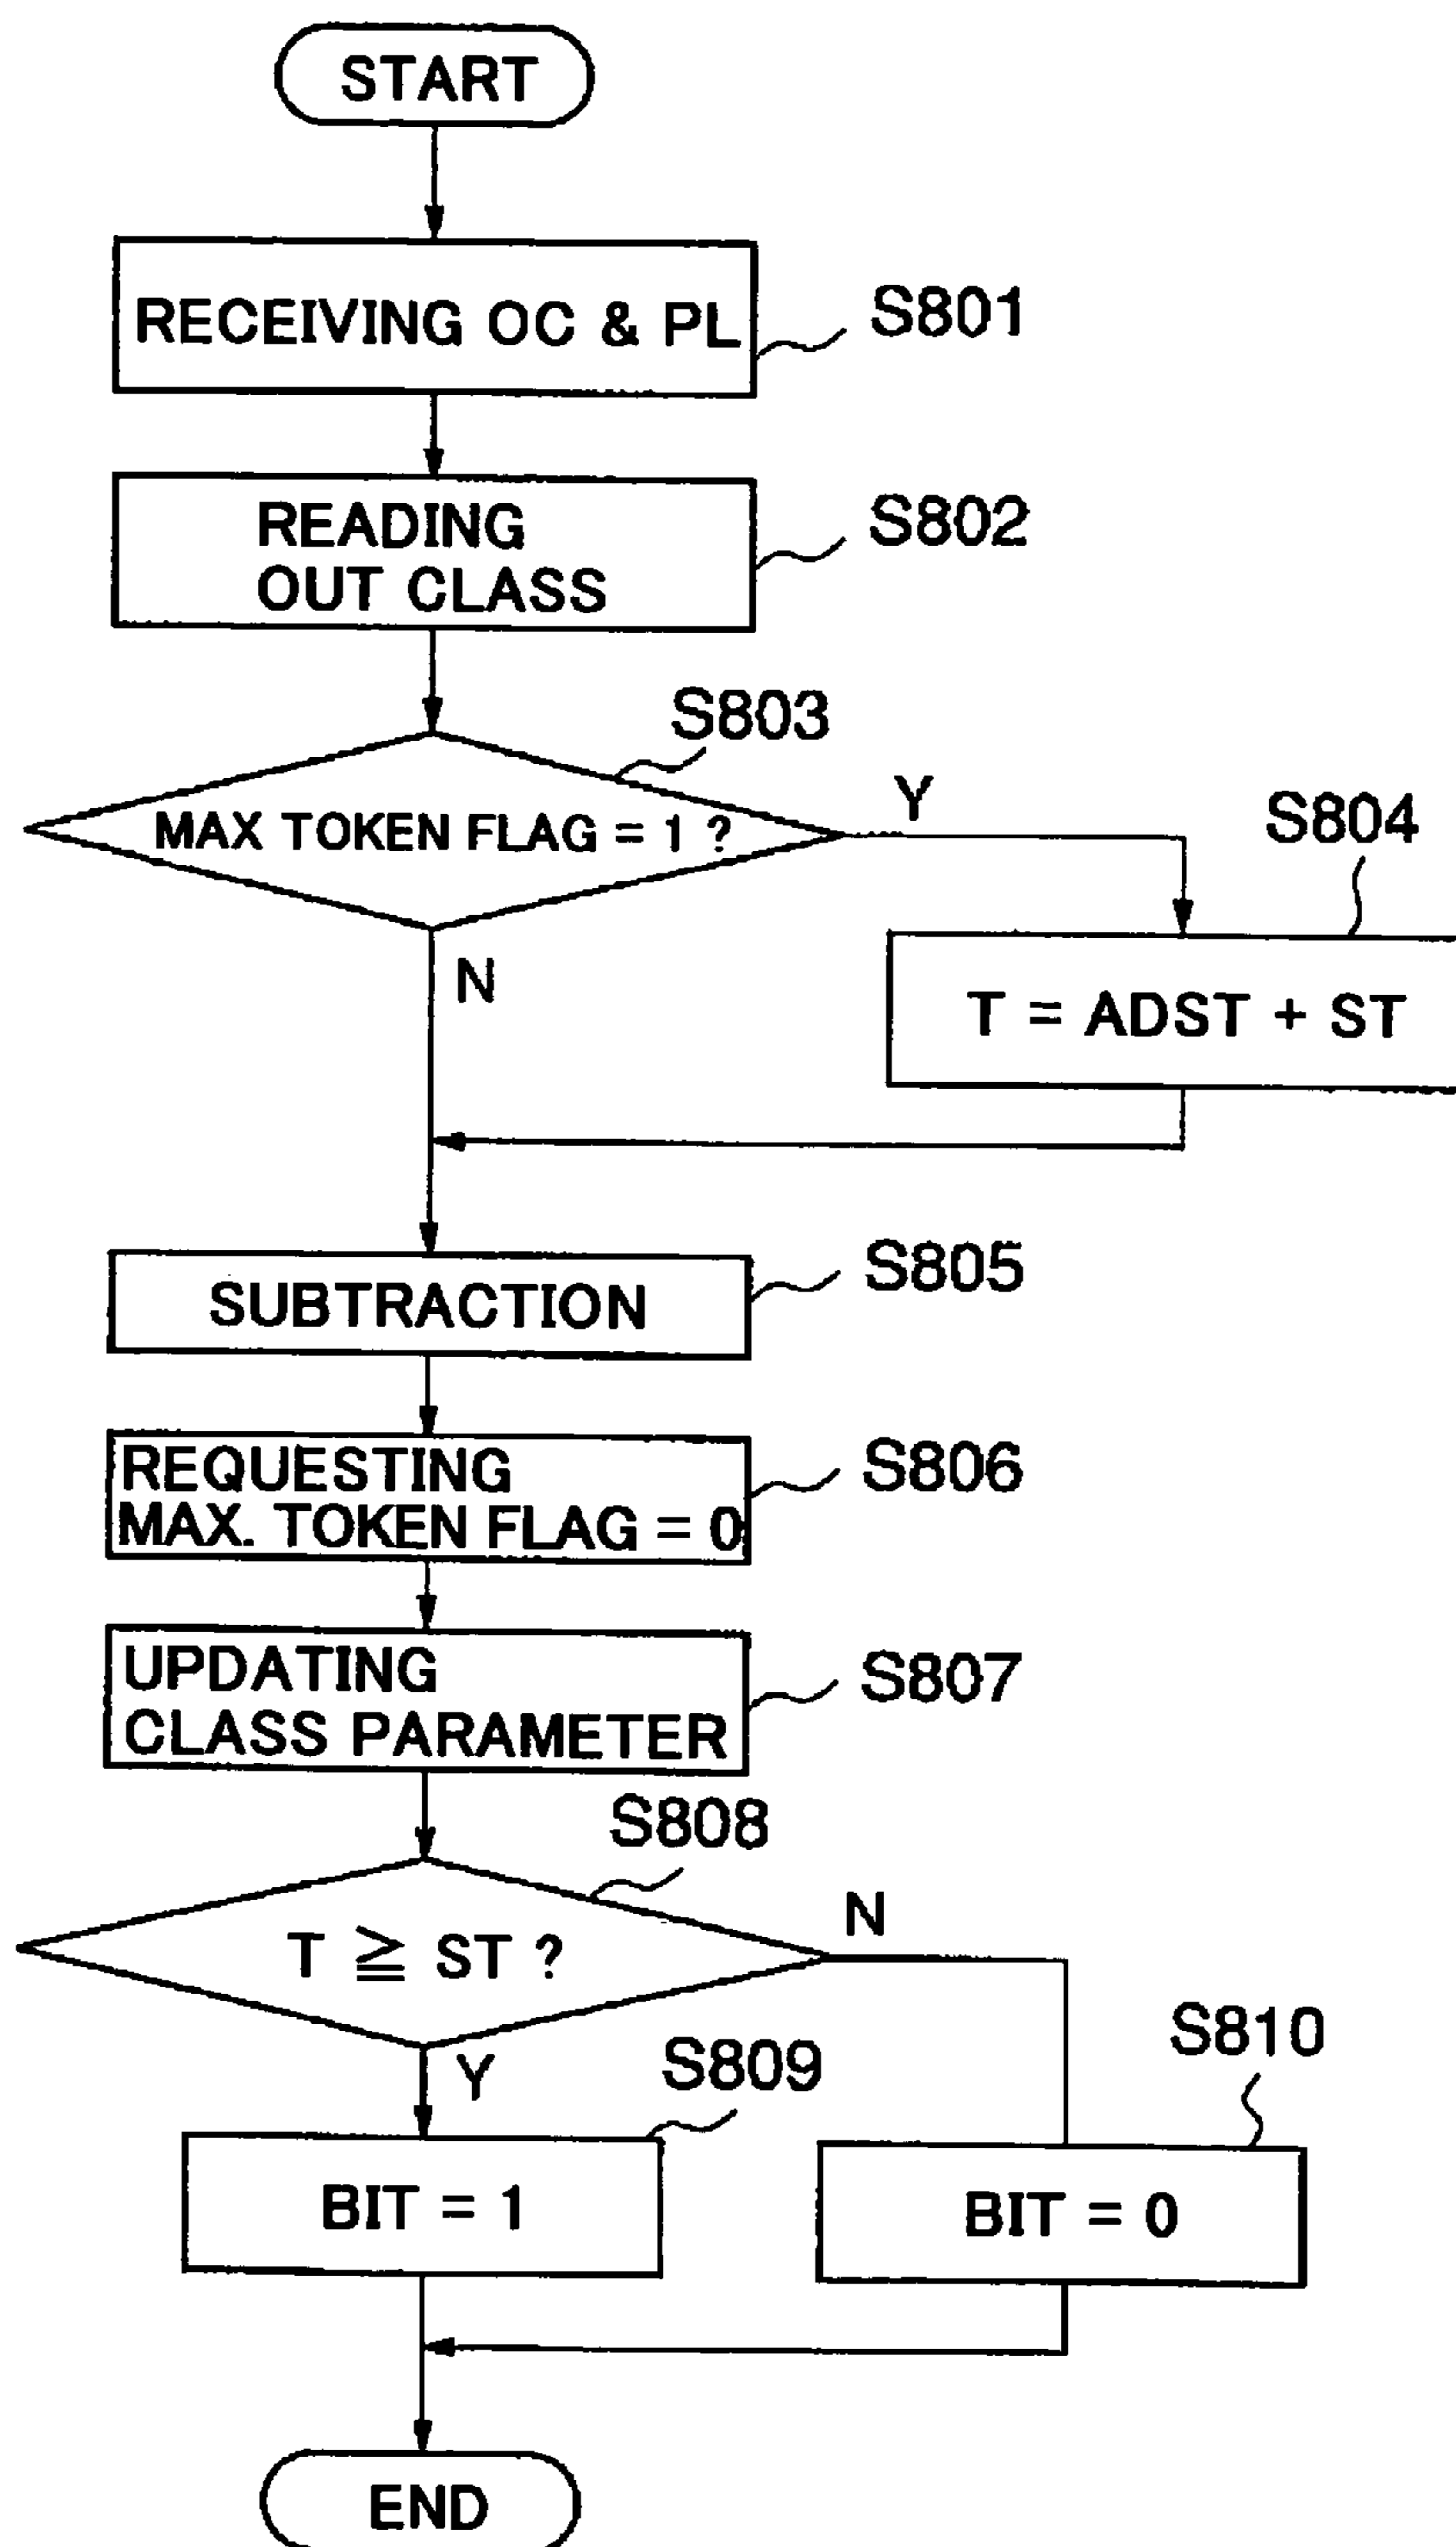 START
RECEIVING OC & PL
S801
READING
OUT CLASS
S802
S803
MAX TOKEN FLAG = 1 ?
Y
N
S804
T = ADST + ST
SUBTRACTION
S805
REQUESTING
MAX. TOKEN FLAG = 0
S806
UPDATING
CLASS PARAMETER
S807
S808
T ≧ ST ?
N
Y
S809
BIT = 1
S810
BIT = 0
END